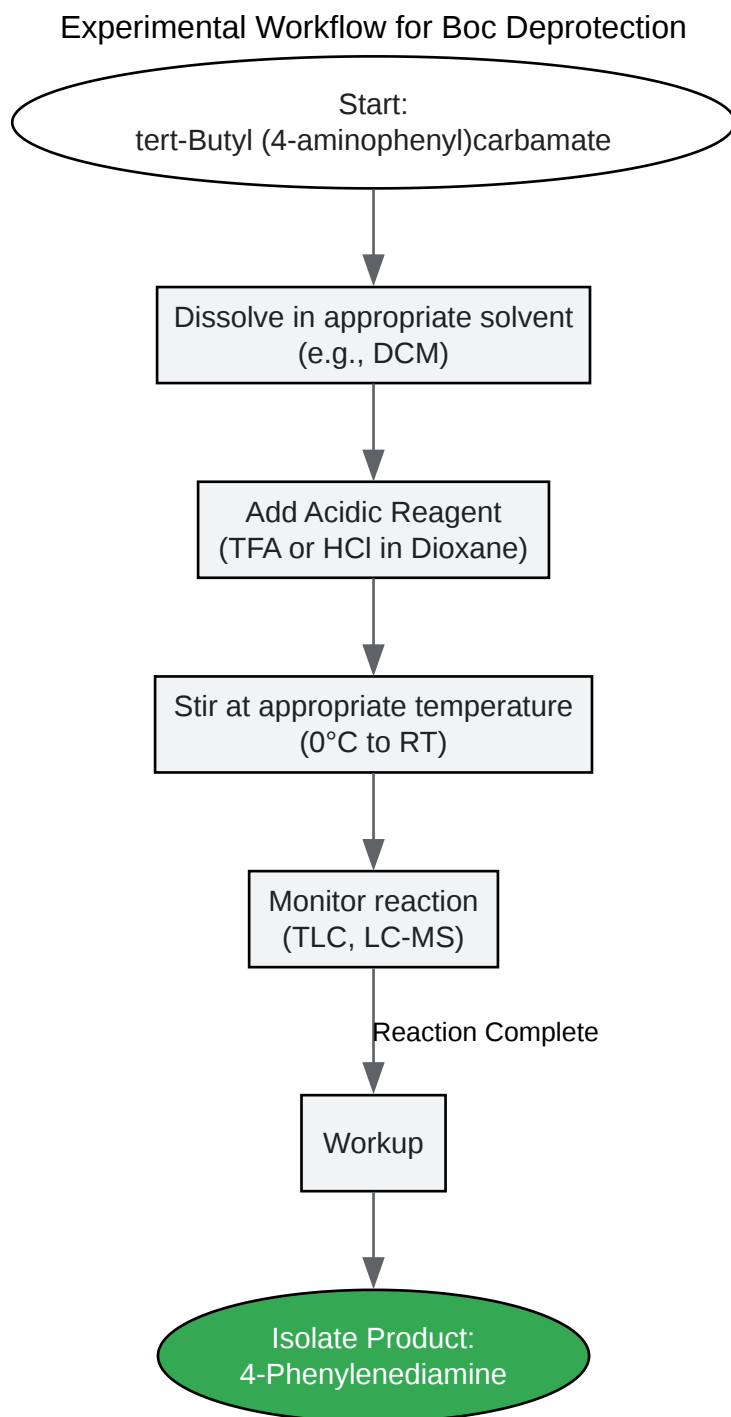 Experimental Workflow for Boc Deprotection
Start:
tert-Butyl (4-aminophenyl)carbamate
Dissolve in appropriate solvent
(e.g., DCM)
Add Acidic Reagent
(TFA or HCl in Dioxane)
Stir at appropriate temperature
(0°C to RT)
Monitor reaction
(TLC, LC-MS)
Reaction Complete
Workup
Isolate Product:
4-Phenylenediamine